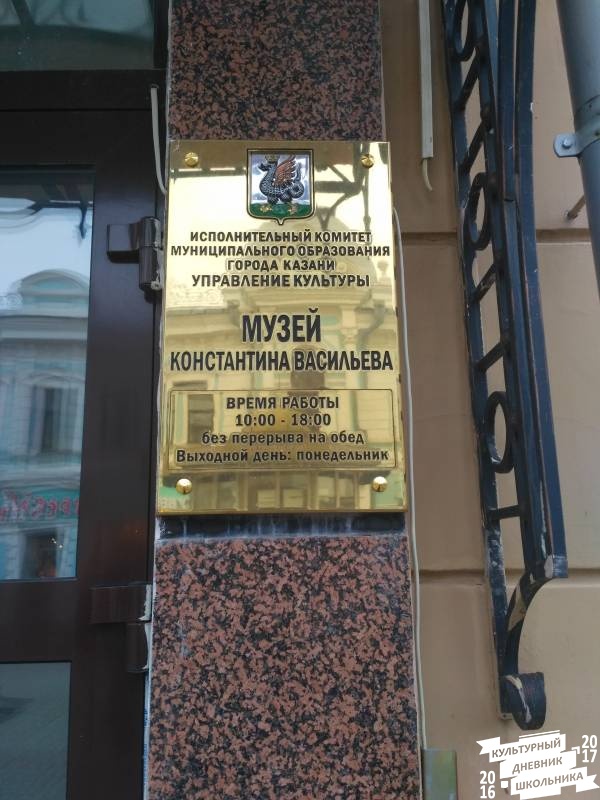 ИСПОЛНИТЕЛЬНЫЙ КОМИТЕТ
МУНИЦИПАЛЬНОГО ОБРАЗОВАНИЯ
ГОРОДА КАЗАНИ
УПРАВЛЕНИЕ КУЛЬТУРЫ
МУЗЕЙ
КОНСТАНТИНА ВАСИЛЬЕВА
ВРЕМЯ РАБОТЫ
10:00 - 18:00
без перерыва на обед
Выходной день: понедельник
КУЛЬТУРНЫЙ
ДНЕВНИК
ШКОЛЬНИКА
2016
2017